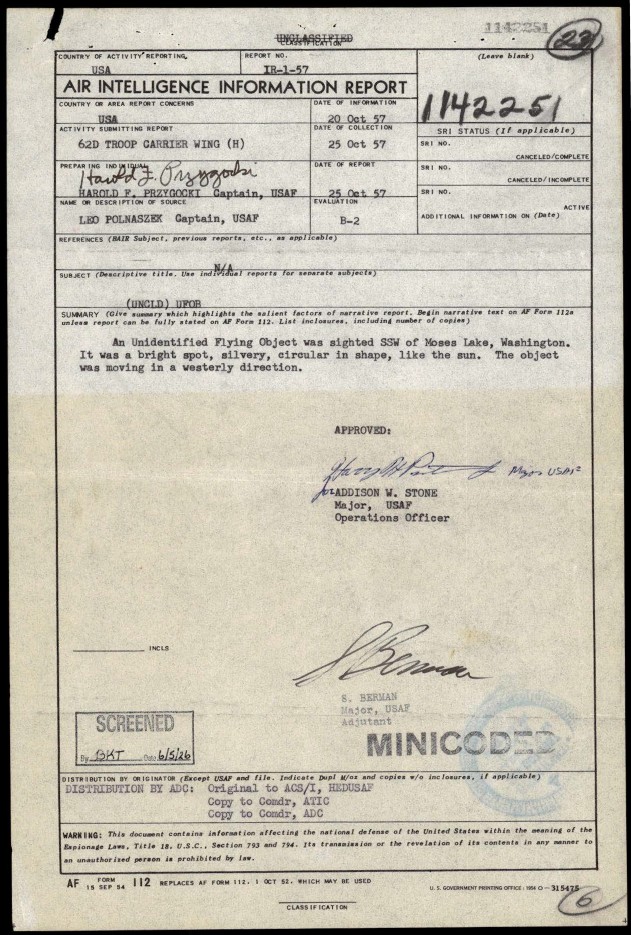 UNCLASSIFIED
CLASSIFICATION
1142251
23
COUNTRY OF ACTIVITY REPORTING
USA
REPORT NO.
IR-1-57
(Leave blank)
AIR INTELLIGENCE INFORMATION REPORT
1142251
COUNTRY OR AREA REPORT CONCERNS
USA
DATE OF INFORMATION
20 Oct 57
ACTIVITY SUBMITTING REPORT
62D TROOP CARRIER WING (H)
DATE OF COLLECTION
25 Oct 57
SRI STATUS (If applicable)
SRI NO.
CANCELED/COMPLETE
PREPARING INDIVIDUAL
Harold F. Przygocki
HAROLD F. PRZYGOCKI Captain, USAF
DATE OF REPORT
25 Oct 57
SRI NO.
CANCELED/INCOMPLETE
NAME OR DESCRIPTION OF SOURCE
LEO POLNASZEK Captain, USAF
EVALUATION
B-2
SRI NO.
ACTIVE
ADDITIONAL INFORMATION ON (Date)
REFERENCES (BAIR Subject, previous reports, etc., as applicable)
N/A
SUBJECT (Descriptive title. Use individual reports for separate subjects)
(UNCLD) UFOB
SUMMARY (Give summary which highlights the salient factors of narrative report. Begin narrative text on AF Form 112a
unless report can be fully stated on AF Form 112. List inclosures, including number of copies)
An Unidentified Flying Object was sighted SSW of Moses Lake, Washington.
It was a bright spot, silvery, circular in shape, like the sun. The object
was moving in a westerly direction.
APPROVED:
Major USAF
for ADDISON W. STONE
Major, USAF
Operations Officer
INCLS
S Berman
S. BERMAN
Major, USAF
Adjutant
SCREENED
By BKT Date 6/5/26
MINICODED
DISTRIBUTION BY ORIGINATOR (Except USAF and file. Indicate Dupl M/oz and copies w/o inclosures, if applicable)
DISTRIBUTION BY ADC: Original to ACS/I, HEDUSAF
Copy to Comdr, ATIC
Copy to Comdr, ADC
WARNING: This document contains information affecting the national defense of the United States within the meaning of the
Espionage Laws, Title 18, U.S.C., Section 793 and 794. Its transmission or the revelation of its contents in any manner to
an unauthorized person is prohibited by law.
AF FORM 15 SEP 54 112 REPLACES AF FORM 112, 1 OCT 52, WHICH MAY BE USED
U. S. GOVERNMENT PRINTING OFFICE: 1954 O—315475
6
CLASSIFICATION